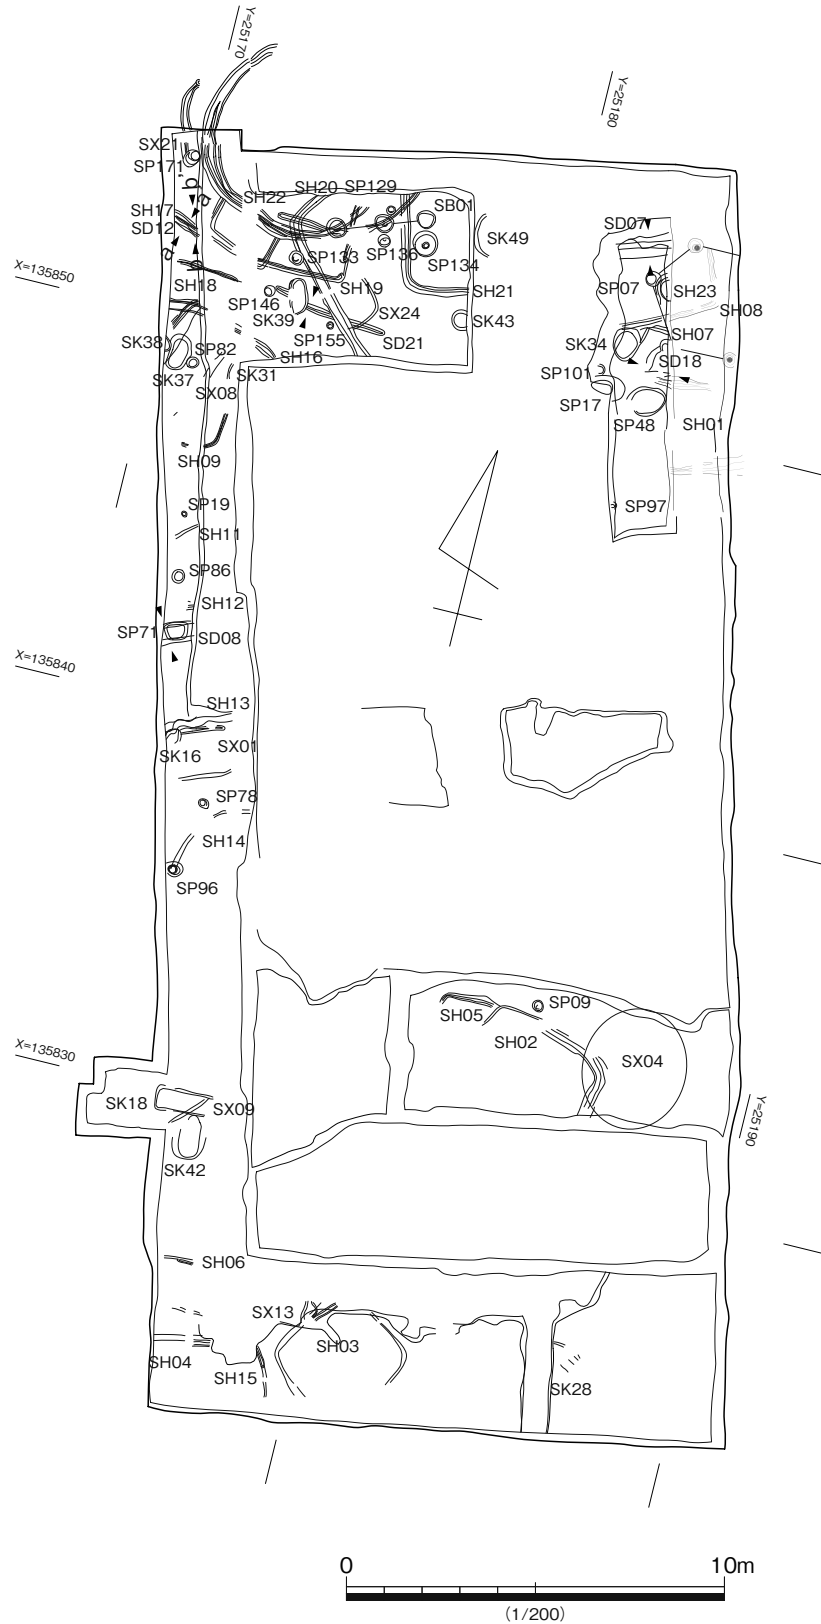 Y=25170
Y=25180
SX21
SP171
b'
a'
SH22
SH20
SP129
SB01
SH17
SD12
SK49
SD07
a
b
SP133
SP136
SP134
X=135850
SH18
SP146
SH19
SH21
SP07
SH23
SK39
SX24
SK43
SH08
SK38
SP82
SP155
SD21
SK34
SH07
SH16
SD18
SK37
SK31
SP101
SX08
SP17
SP48
SH01
SH09
SP19
SP97
SH11
SP86
SH12
SP71
SD08
X=135840
SH13
SK16
SX01
SP78
SH14
SP96
SP09
SH05
SH02
X=135830
SX04
SK18
SX09
Y=25190
SK42
SH06
SX13
SH03
SH04
SH15
SK28
0
10m
(1/200)